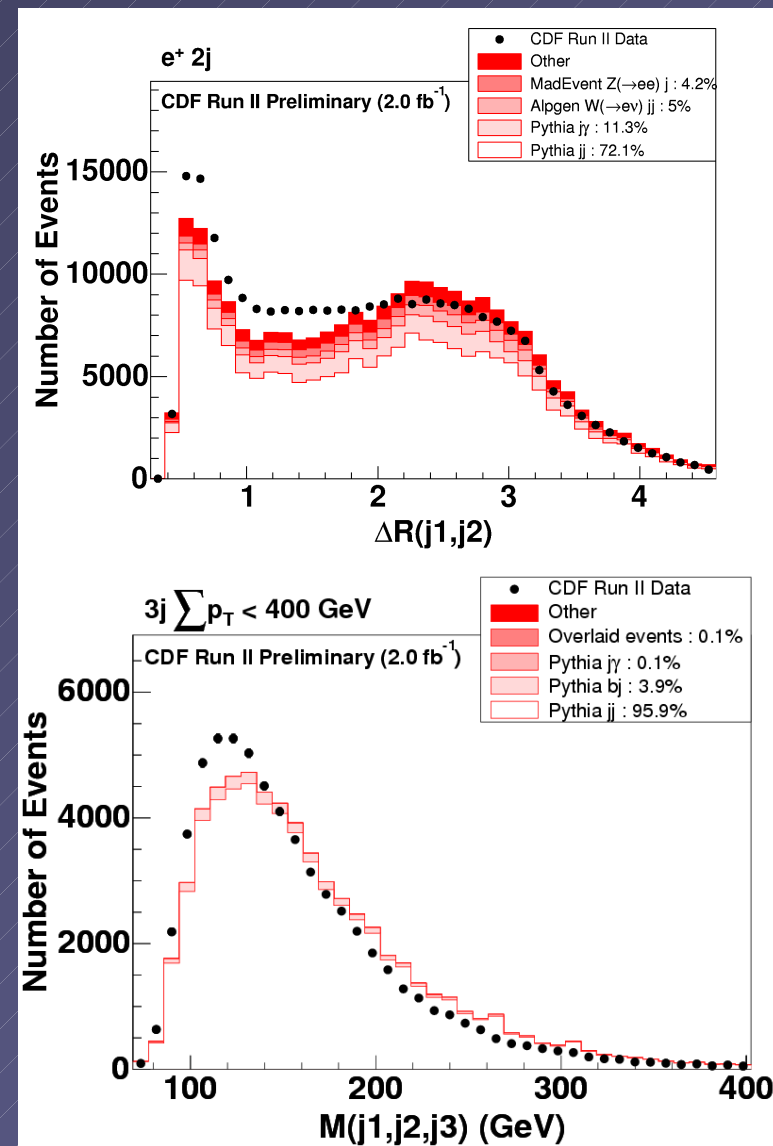 e⁺ 2j
CDF Run II Data
Other
MadEvent Z(→ee) j : 4.2%
Alpgen W(→eν) jj : 5%
Pythia jγ : 11.3%
Pythia jj : 72.1%
CDF Run II Preliminary (2.0 fb⁻¹)
Number of Events
15000
10000
5000
0
1 2 3 4
ΔR(j1,j2)
3j ∑p_T < 400 GeV
CDF Run II Data
Other
Overlaid events : 0.1%
Pythia jγ : 0.1%
Pythia bj : 3.9%
Pythia jj : 95.9%
CDF Run II Preliminary (2.0 fb⁻¹)
Number of Events
6000
4000
2000
0
100 200 300 400
M(j1,j2,j3) (GeV)